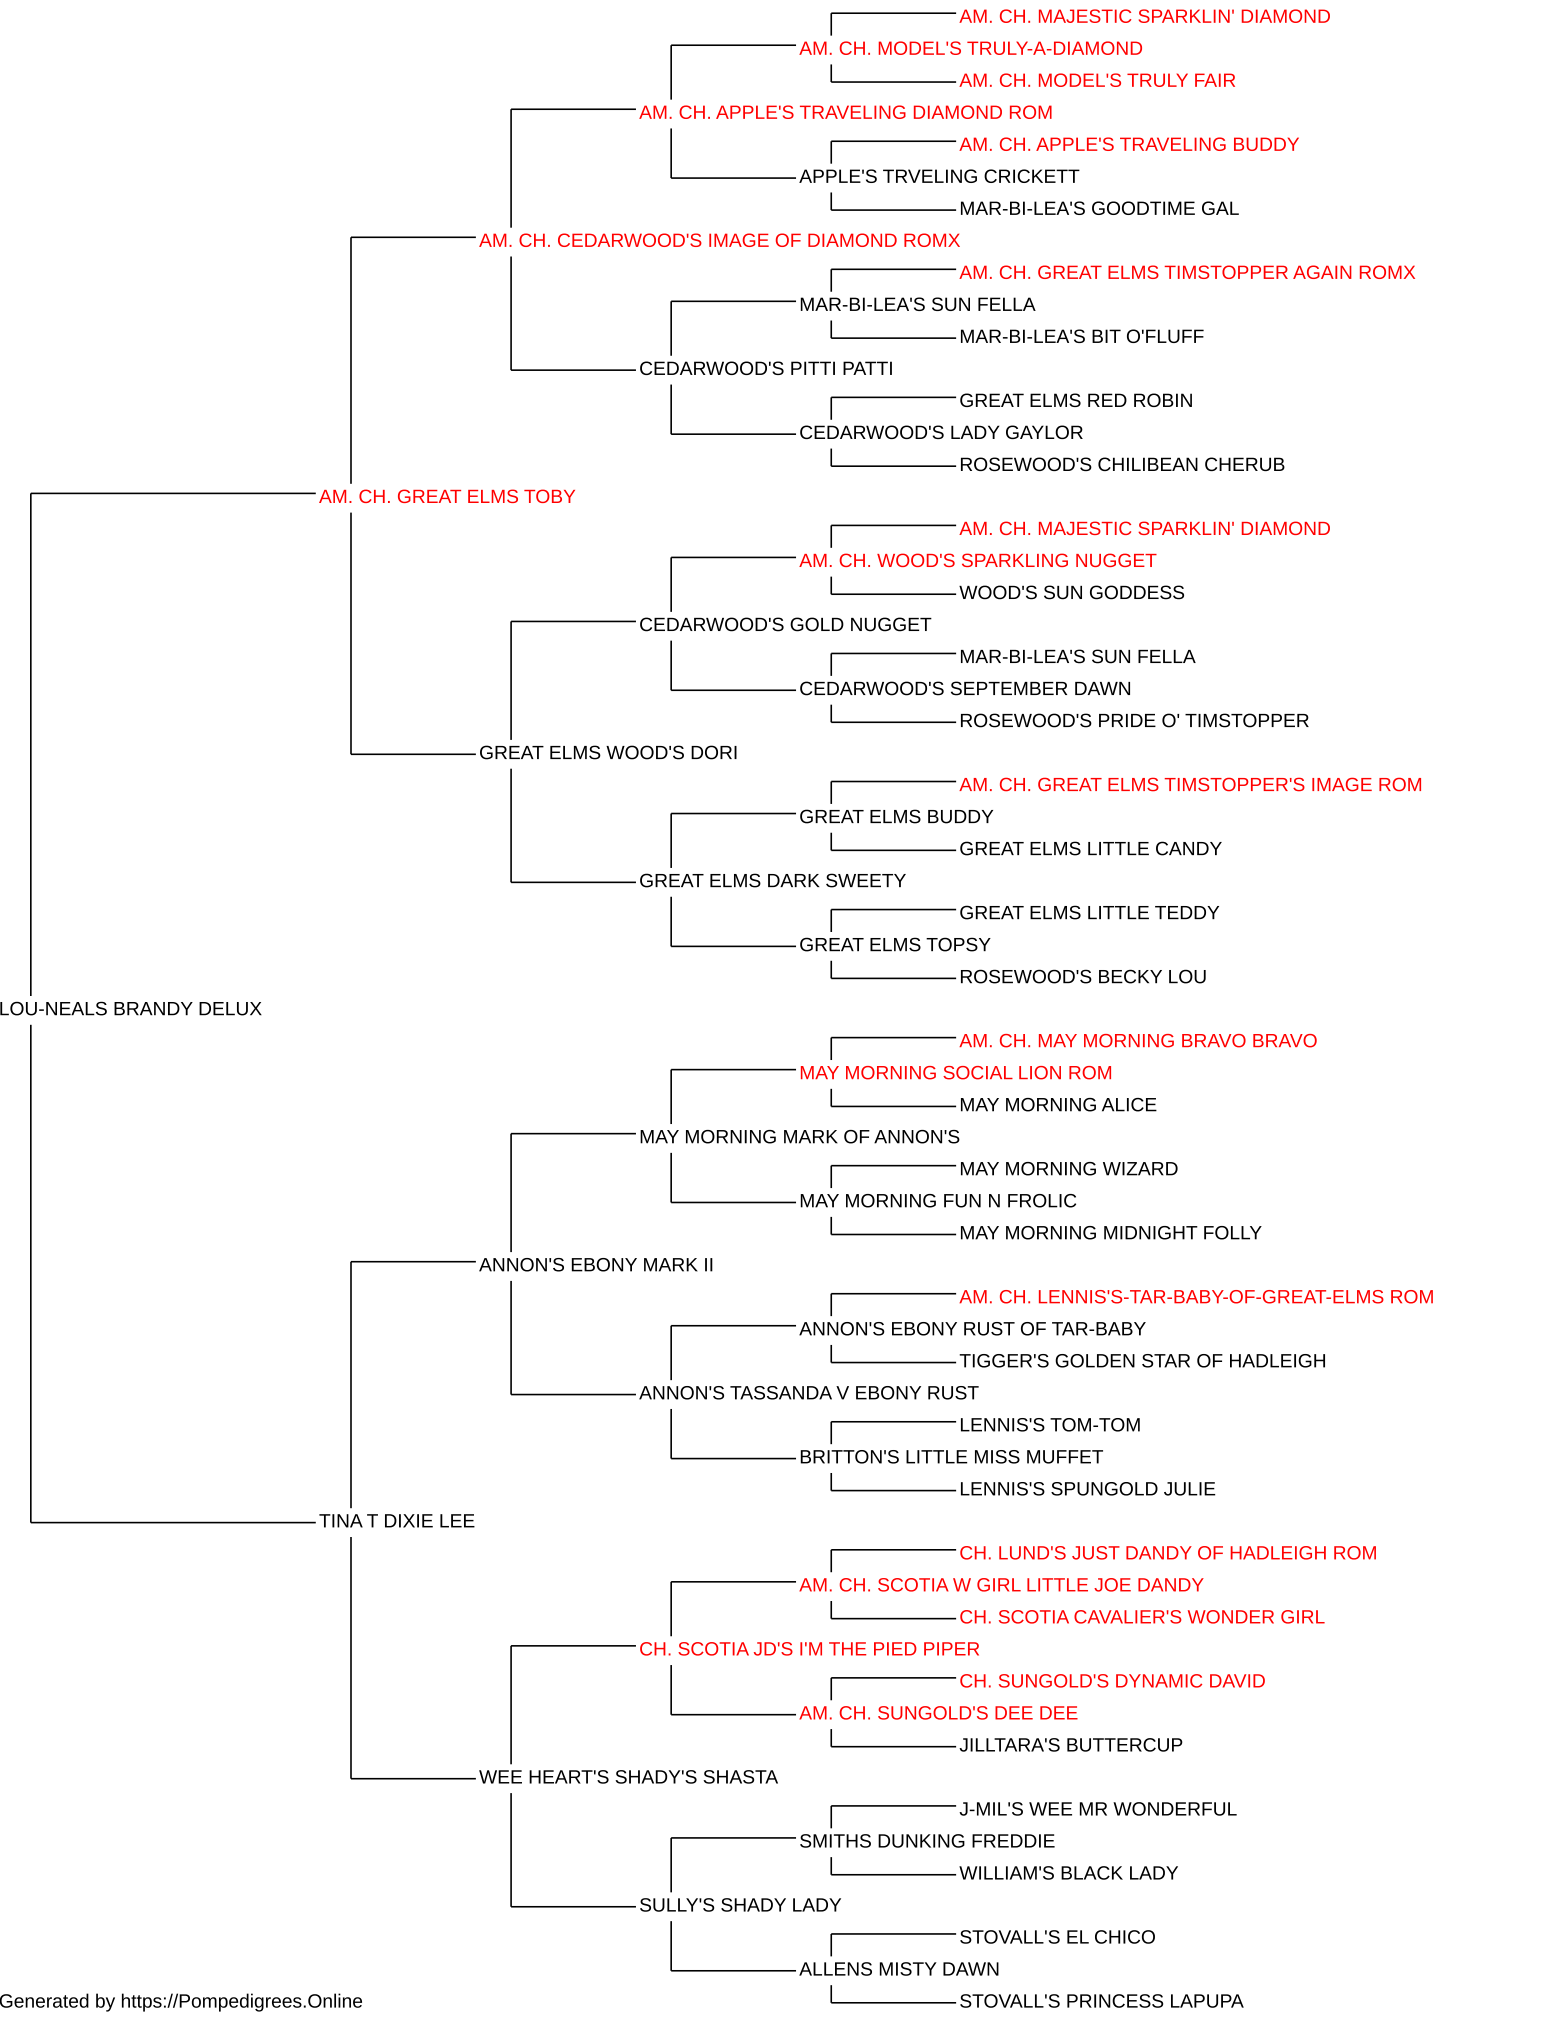 AM. CH. MAJESTIC SPARKLIN' DIAMOND
AM. CH. MODEL'S TRULY-A-DIAMOND
AM. CH. MODEL'S TRULY FAIR
AM. CH. APPLE'S TRAVELING DIAMOND ROM
AM. CH. APPLE'S TRAVELING BUDDY
APPLE'S TRVELING CRICKETT
MAR-BI-LEA'S GOODTIME GAL
AM. CH. CEDARWOOD'S IMAGE OF DIAMOND ROMX
AM. CH. GREAT ELMS TIMSTOPPER AGAIN ROMX
MAR-BI-LEA'S SUN FELLA
MAR-BI-LEA'S BIT O'FLUFF
CEDARWOOD'S PITTI PATTI
GREAT ELMS RED ROBIN
CEDARWOOD'S LADY GAYLOR
ROSEWOOD'S CHILIBEAN CHERUB
AM. CH. GREAT ELMS TOBY
AM. CH. MAJESTIC SPARKLIN' DIAMOND
AM. CH. WOOD'S SPARKLING NUGGET
WOOD'S SUN GODDESS
CEDARWOOD'S GOLD NUGGET
MAR-BI-LEA'S SUN FELLA
CEDARWOOD'S SEPTEMBER DAWN
ROSEWOOD'S PRIDE O' TIMSTOPPER
GREAT ELMS WOOD'S DORI
AM. CH. GREAT ELMS TIMSTOPPER'S IMAGE ROM
GREAT ELMS BUDDY
GREAT ELMS LITTLE CANDY
GREAT ELMS DARK SWEETY
GREAT ELMS LITTLE TEDDY
GREAT ELMS TOPSY
ROSEWOOD'S BECKY LOU
LOU-NEALS BRANDY DELUX
AM. CH. MAY MORNING BRAVO BRAVO
MAY MORNING SOCIAL LION ROM
MAY MORNING ALICE
MAY MORNING MARK OF ANNON'S
MAY MORNING WIZARD
MAY MORNING FUN N FROLIC
MAY MORNING MIDNIGHT FOLLY
ANNON'S EBONY MARK II
AM. CH. LENNIS'S-TAR-BABY-OF-GREAT-ELMS ROM
ANNON'S EBONY RUST OF TAR-BABY
TIGGER'S GOLDEN STAR OF HADLEIGH
ANNON'S TASSANDA V EBONY RUST
LENNIS'S TOM-TOM
BRITTON'S LITTLE MISS MUFFET
LENNIS'S SPUNGOLD JULIE
TINA T DIXIE LEE
CH. LUND'S JUST DANDY OF HADLEIGH ROM
AM. CH. SCOTIA W GIRL LITTLE JOE DANDY
CH. SCOTIA CAVALIER'S WONDER GIRL
CH. SCOTIA JD'S I'M THE PIED PIPER
CH. SUNGOLD'S DYNAMIC DAVID
AM. CH. SUNGOLD'S DEE DEE
JILLTARA'S BUTTERCUP
WEE HEART'S SHADY'S SHASTA
J-MIL'S WEE MR WONDERFUL
SMITHS DUNKING FREDDIE
WILLIAM'S BLACK LADY
SULLY'S SHADY LADY
STOVALL'S EL CHICO
ALLENS MISTY DAWN
STOVALL'S PRINCESS LAPUPA
Generated by https://Pompedigrees.Online